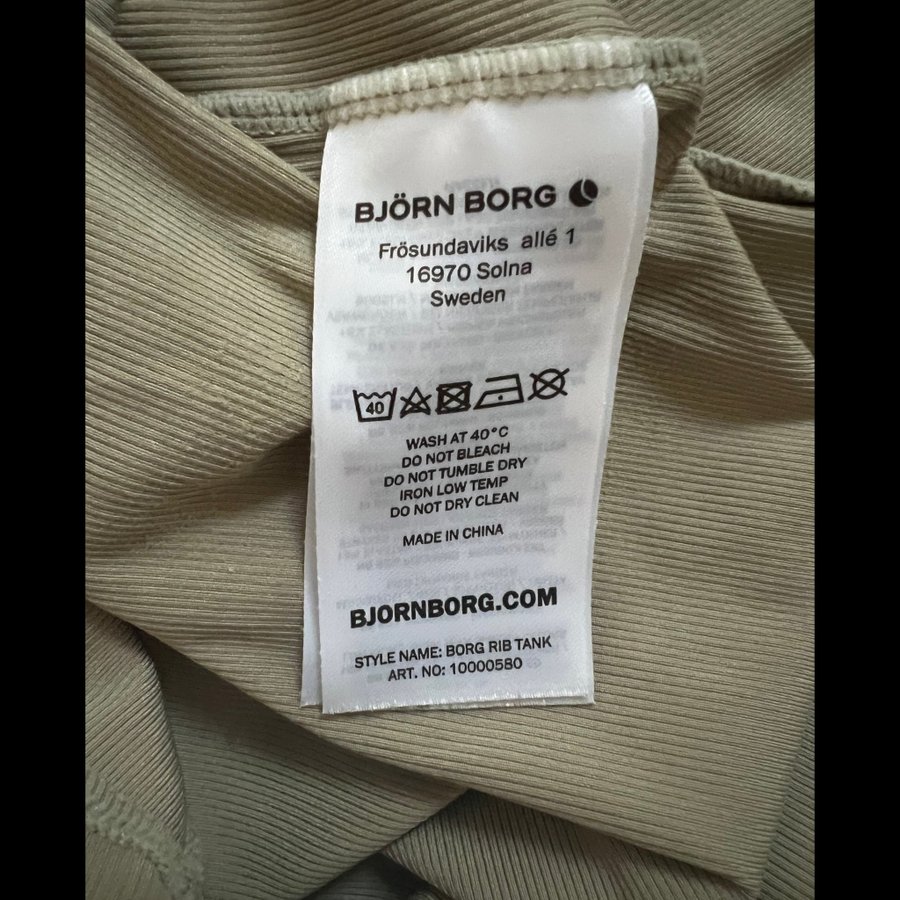 BJÖRN BORG
Frösundaviks allé 1
16970 Solna
Sweden
40
WASH AT 40°C
DO NOT BLEACH
DO NOT TUMBLE DRY
IRON LOW TEMP
DO NOT DRY CLEAN
MADE IN CHINA
BJORNBORG.COM
STYLE NAME: BORG RIB TANK
ART. NO: 10000580